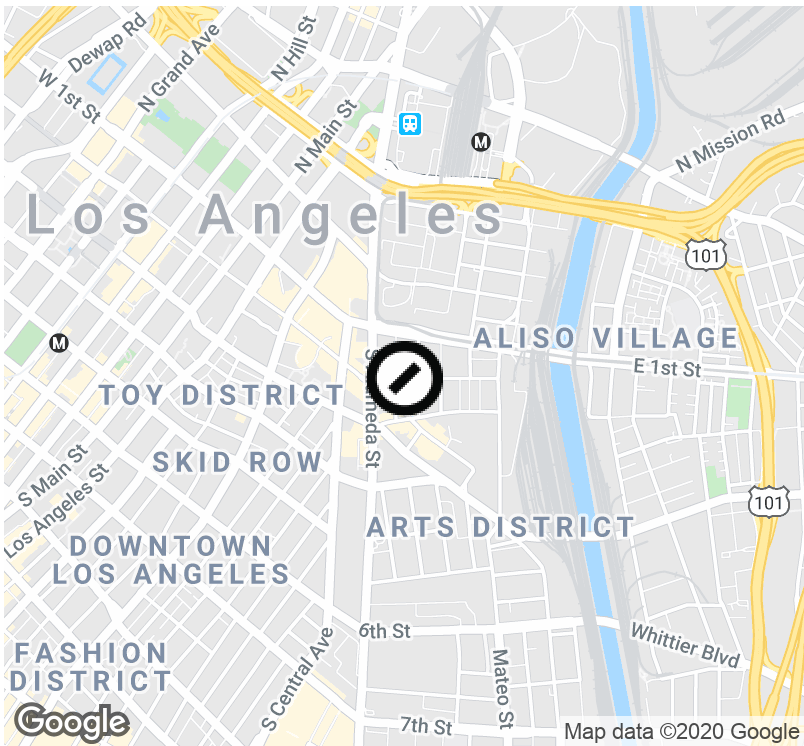 Dewap Rd
N Grand Ave
N Hill St
W 1st St
N Main St
M
N Mission Rd
Los Angeles
101
M
ALISO VILLAGE
E 1st St
TOY DISTRICT
S Main St
SKID ROW
Los Angeles St
101
ARTS DISTRICT
DOWNTOWN
LOS ANGELES
6th St
Whittier Blvd
FASHION
DISTRICT
S Central Ave
Mateo St
Google
7th St
Map data ©2020 Google